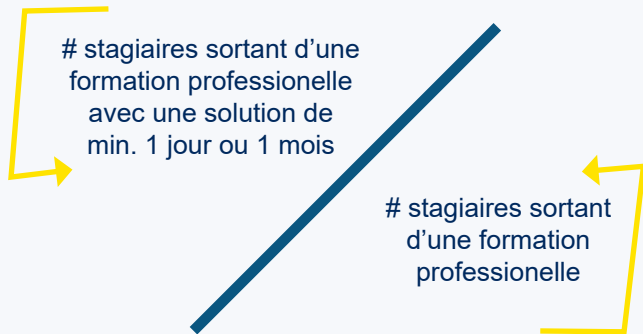 # stagiaires sortant d'une
formation professionelle
avec une solution de
min. 1 jour ou 1 mois
# stagiaires sortant
d'une formation
professionelle